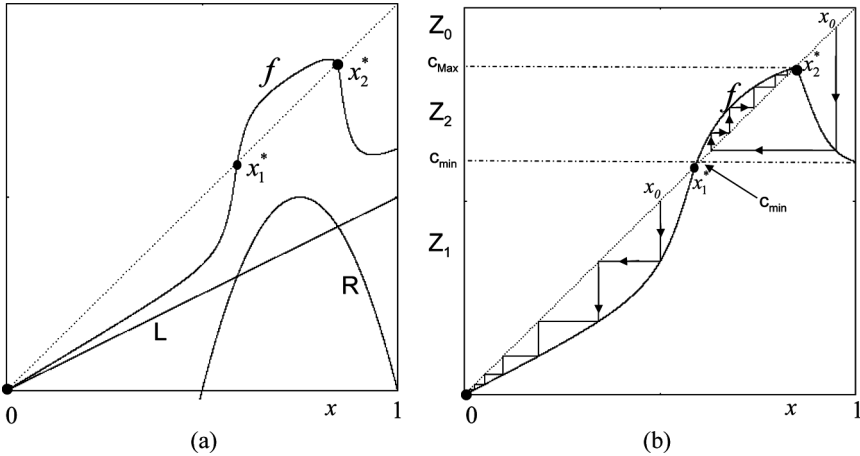 f
x₂*
x₁*
R
L
0
x
1
(a)
Z₀
x₀
c_Max
x₂*
f
Z₂
c_min
x₁*
c_min
x₀
Z₁
0
x
1
(b)